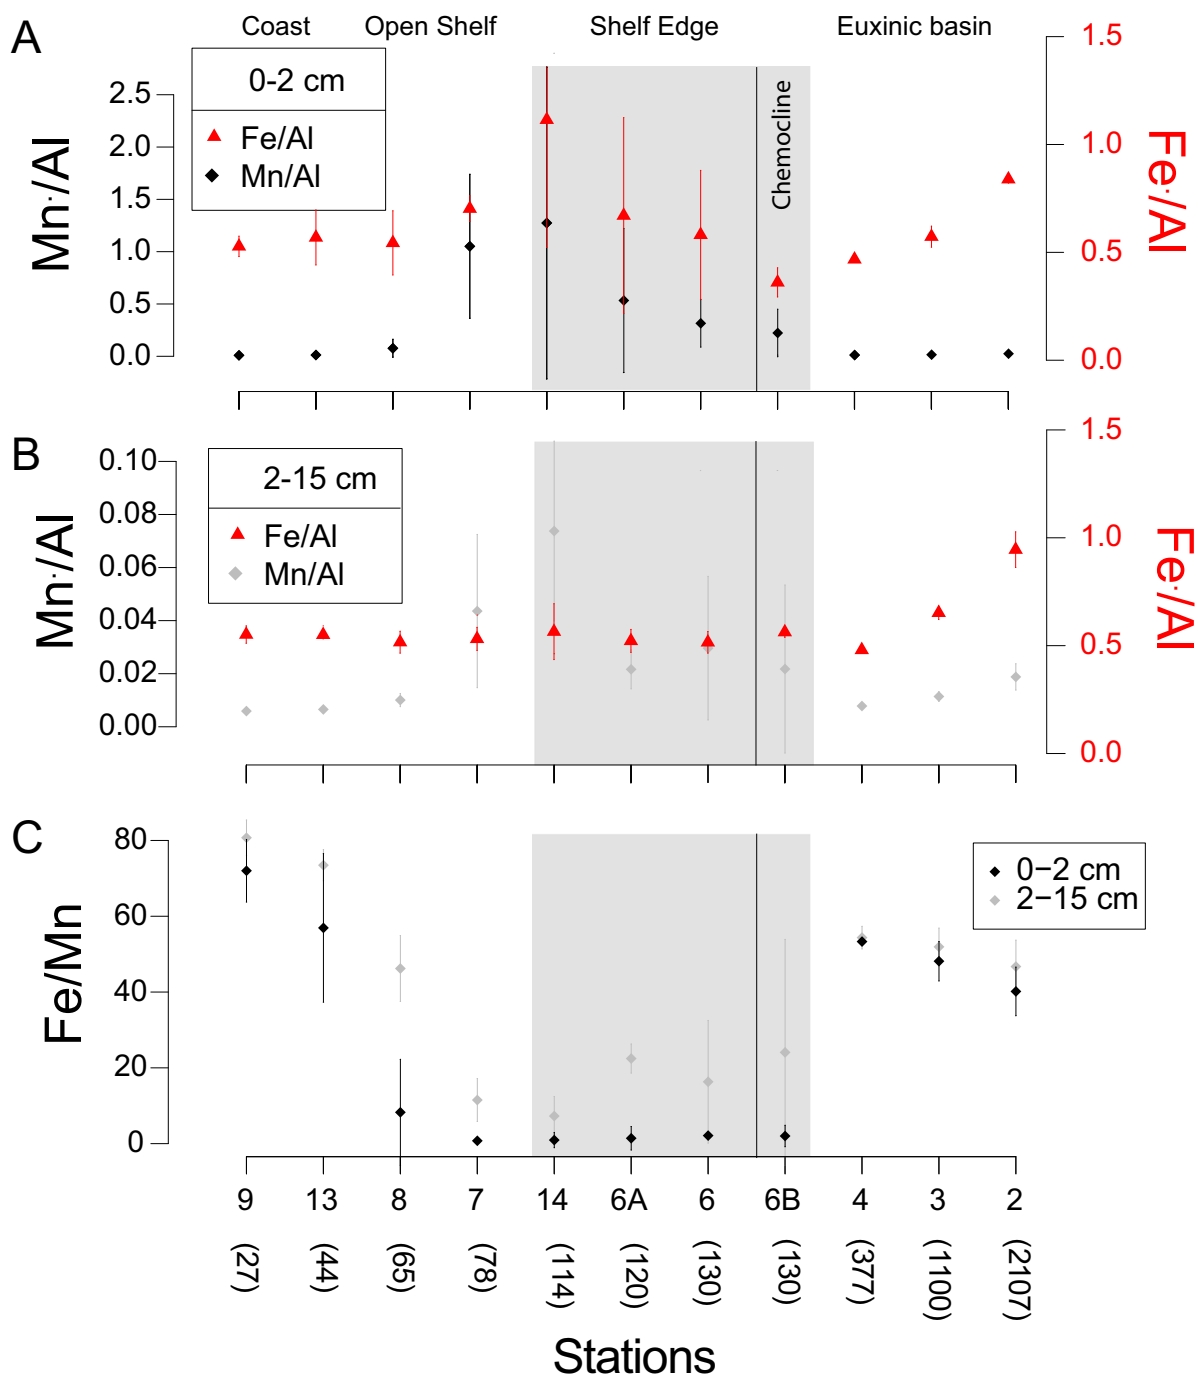 A
Coast
Open Shelf
Shelf Edge
Euxinic basin
0-2 cm
Fe/Al
Mn/Al
Chemocline
Mn·/Al
2.5
2.0
1.5
1.0
0.5
0.0
Fe·/Al
1.5
1.0
0.5
0.0
B
2-15 cm
Fe/Al
Mn/Al
Mn·/Al
0.10
0.08
0.06
0.04
0.02
0.00
Fe·/Al
1.5
1.0
0.5
0.0
C
Fe/Mn
80
60
40
20
0
0−2 cm
2−15 cm
9 13 8 7 14 6A 6 6B 4 3 2
(27) (44) (65) (78) (114) (120) (130) (130) (377) (1100) (2107)
Stations